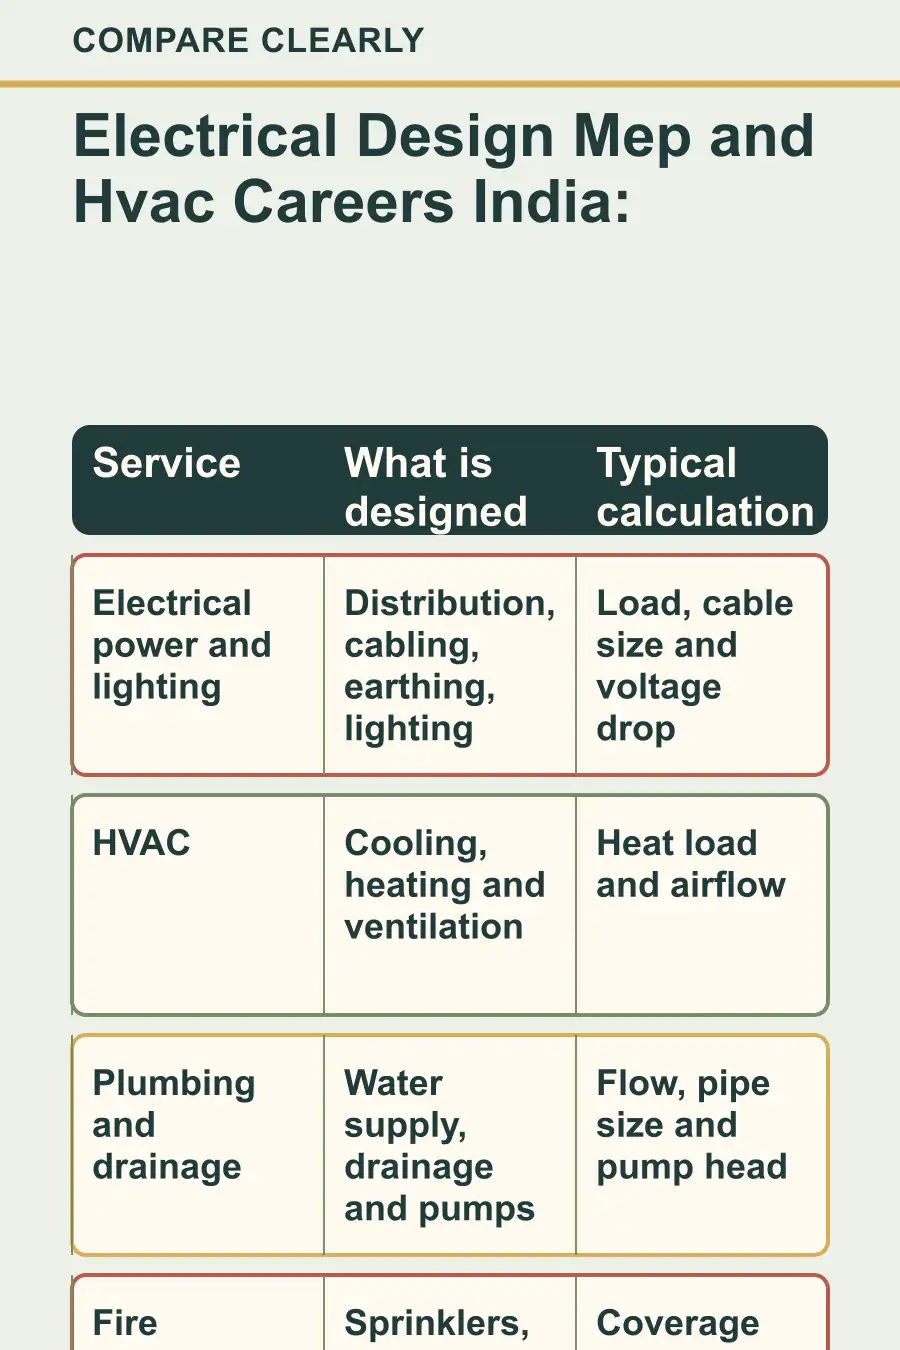 COMPARE CLEARLY
Electrical Design Mep and
Hvac Careers India:
Service
What is
designed
Typical
calculation
Electrical
power and
lighting
Distribution,
cabling,
earthing,
lighting
Load, cable
size and
voltage
drop
HVAC
Cooling,
heating and
ventilation
Heat load
and airflow
Plumbing
and
drainage
Water
supply,
drainage
and pumps
Flow, pipe
size and
pump head
Fire
Sprinklers,
Coverage